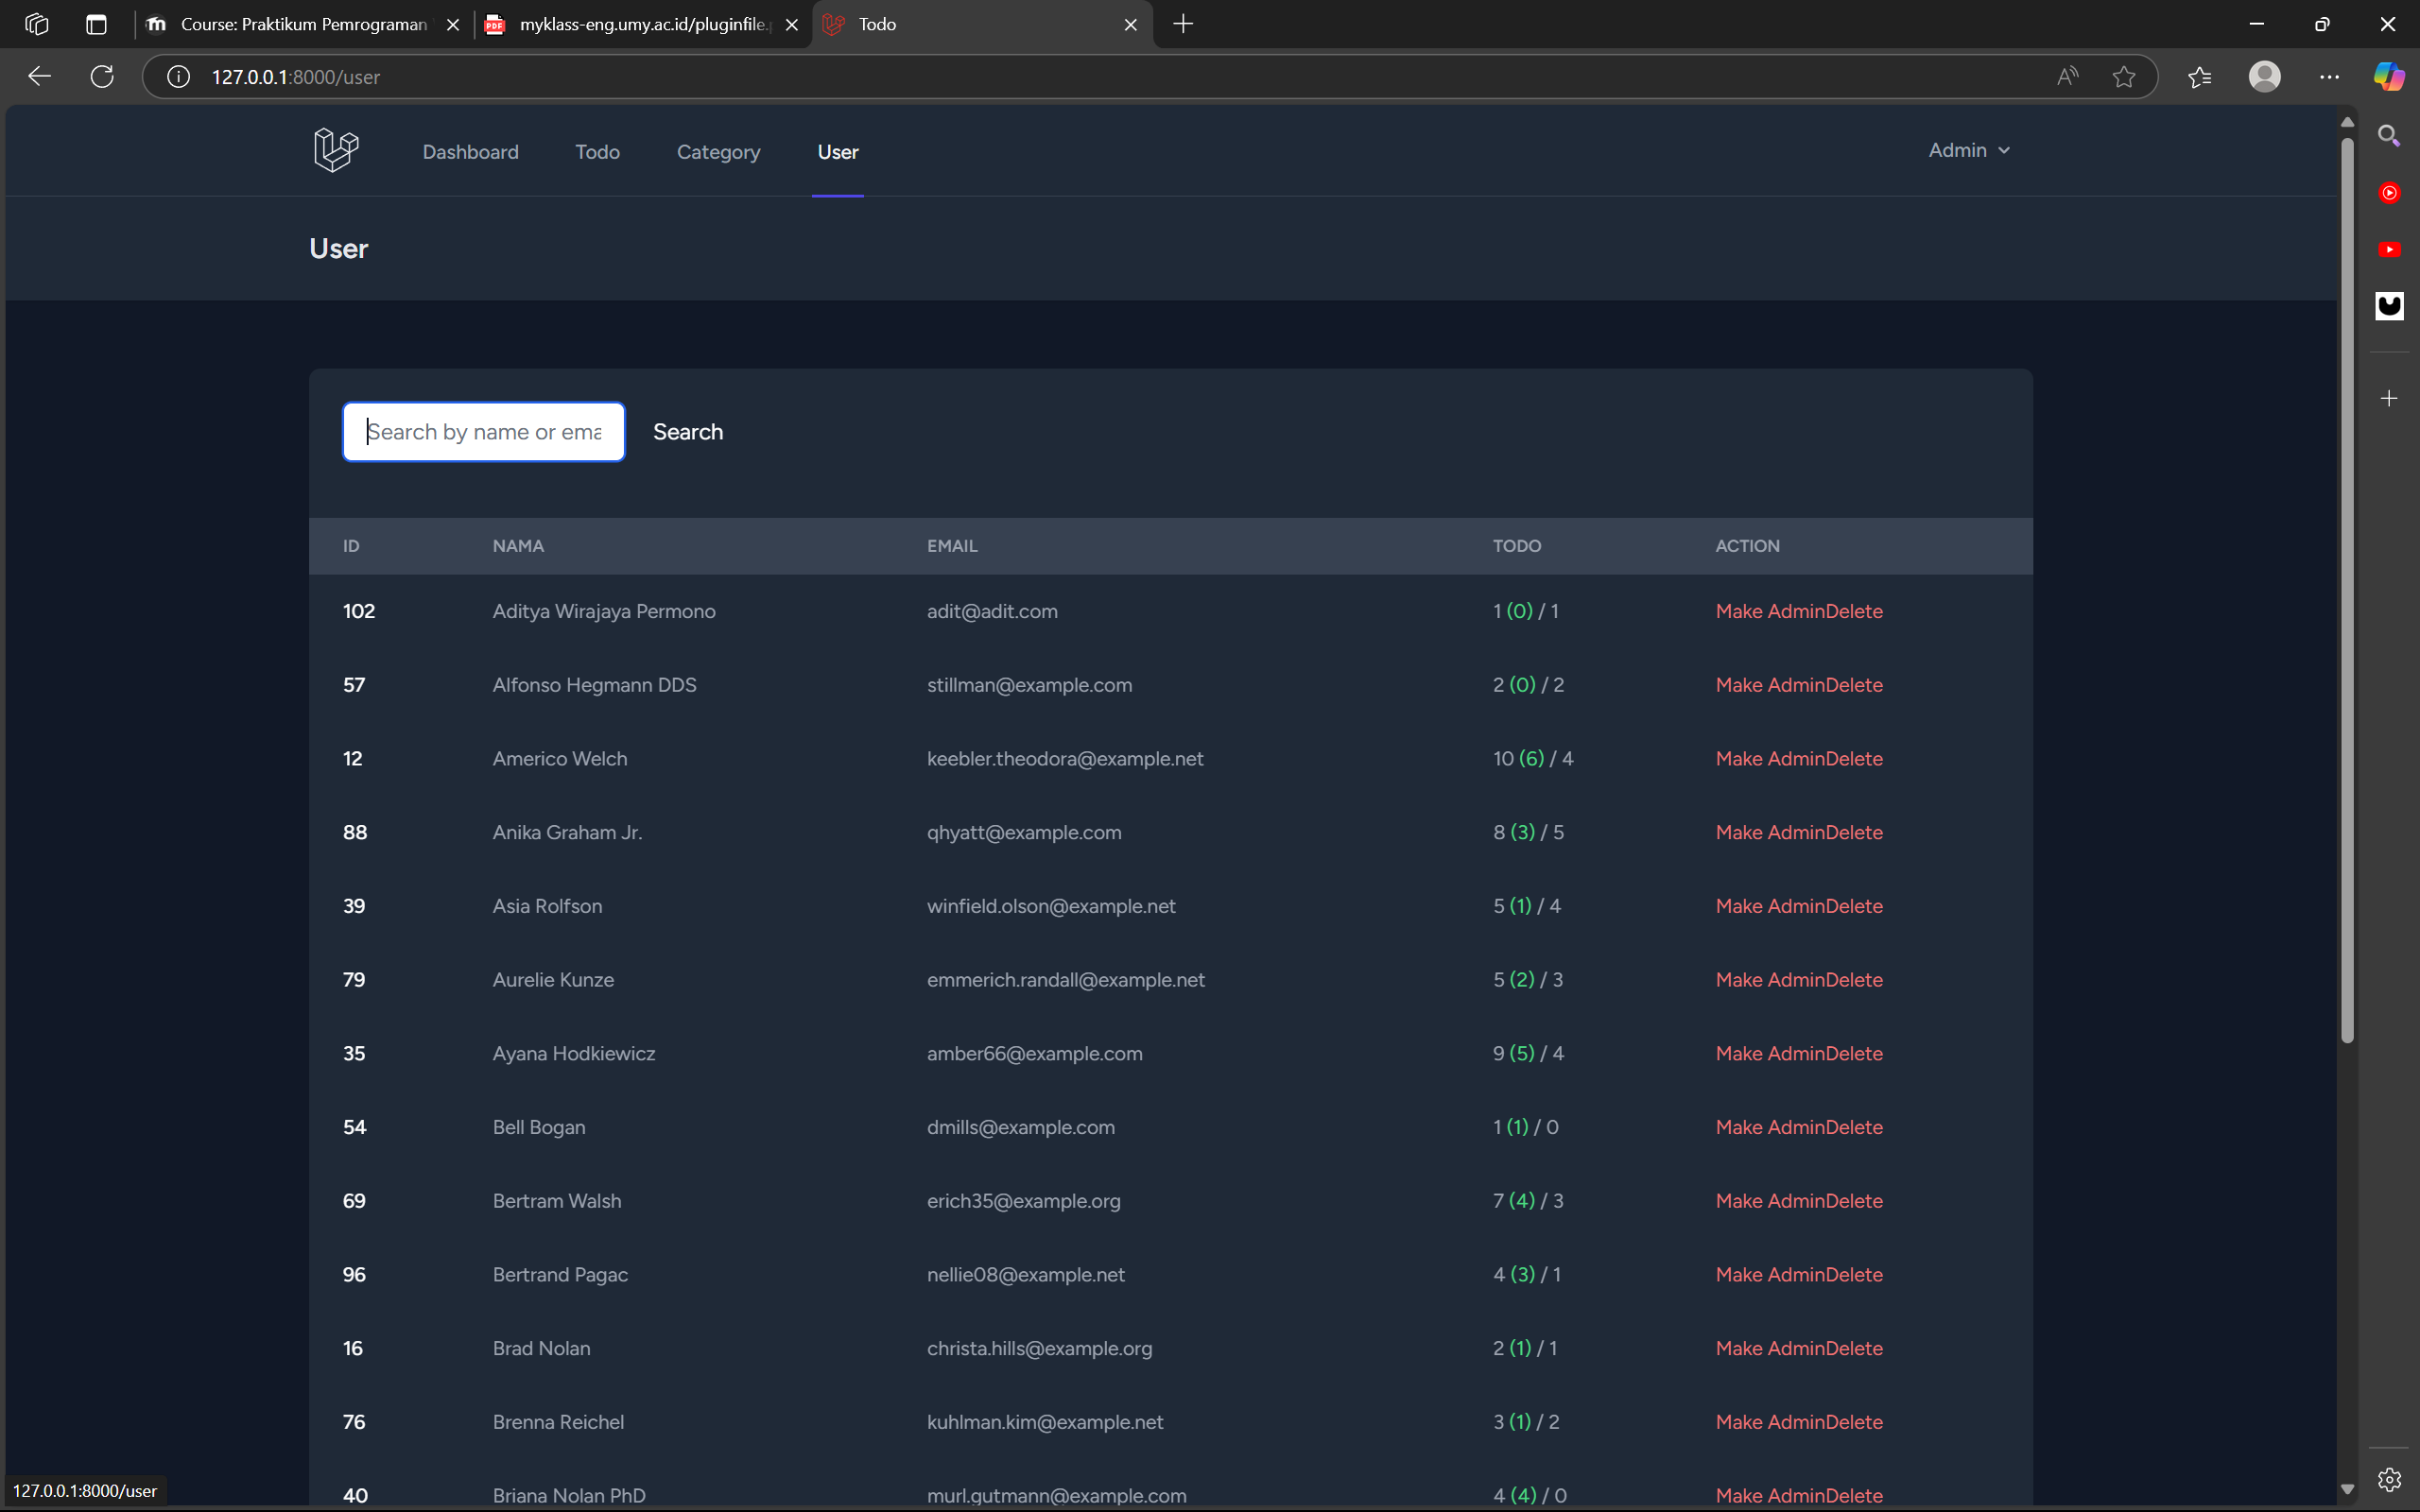 Course: Praktikum Pemrograman
myklass-eng.umy.ac.id/pluginfile.
Todo
127.0.0.1:8000/user
Dashboard Todo Category User Admin
User
Search by name or ema Search
ID NAMA EMAIL TODO ACTION
102 Aditya Wirajaya Permono adit@adit.com 1 (0) / 1 Make AdminDelete
57 Alfonso Hegmann DDS stillman@example.com 2 (0) / 2 Make AdminDelete
12 Americo Welch keebler.theodora@example.net 10 (6) / 4 Make AdminDelete
88 Anika Graham Jr. qhyatt@example.com 8 (3) / 5 Make AdminDelete
39 Asia Rolfson winfield.olson@example.net 5 (1) / 4 Make AdminDelete
79 Aurelie Kunze emmerich.randall@example.net 5 (2) / 3 Make AdminDelete
35 Ayana Hodkiewicz amber66@example.com 9 (5) / 4 Make AdminDelete
54 Bell Bogan dmills@example.com 1 (1) / 0 Make AdminDelete
69 Bertram Walsh erich35@example.org 7 (4) / 3 Make AdminDelete
96 Bertrand Pagac nellie08@example.net 4 (3) / 1 Make AdminDelete
16 Brad Nolan christa.hills@example.org 2 (1) / 1 Make AdminDelete
76 Brenna Reichel kuhlman.kim@example.net 3 (1) / 2 Make AdminDelete
40 Briana Nolan PhD murl.gutmann@example.com 4 (4) / 0 Make AdminDelete
127.0.0.1:8000/user